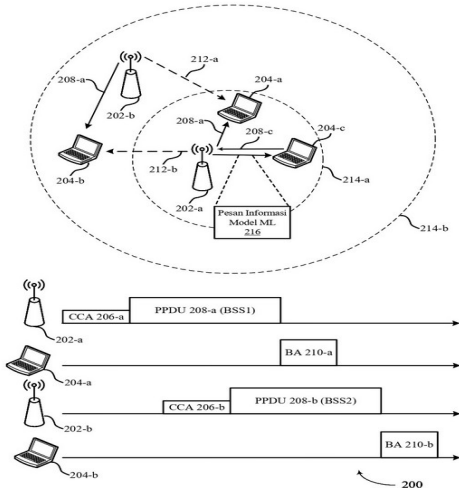 212-a
208-a
204-a
202-b
208-a
208-c
204-c
204-b
212-b
214-a
202-a
Pesan Informasi
Model ML
216
214-b
CCA 206-a
PPDU 208-a (BSS1)
202-a
BA 210-a
204-a
CCA 206-b
PPDU 208-b (BSS2)
202-b
BA 210-b
204-b
200